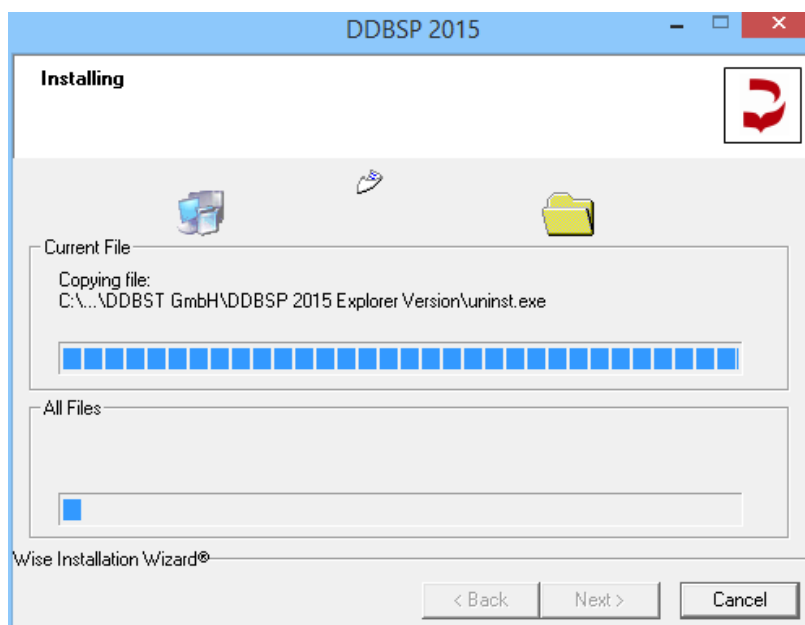 DDBSP 2015
Installing
Current File
Copying file:
C:\...\DDBST GmbH\DDBSP 2015 Explorer Version\uninst.exe
All Files
Wise Installation Wizard®
< Back Next > Cancel